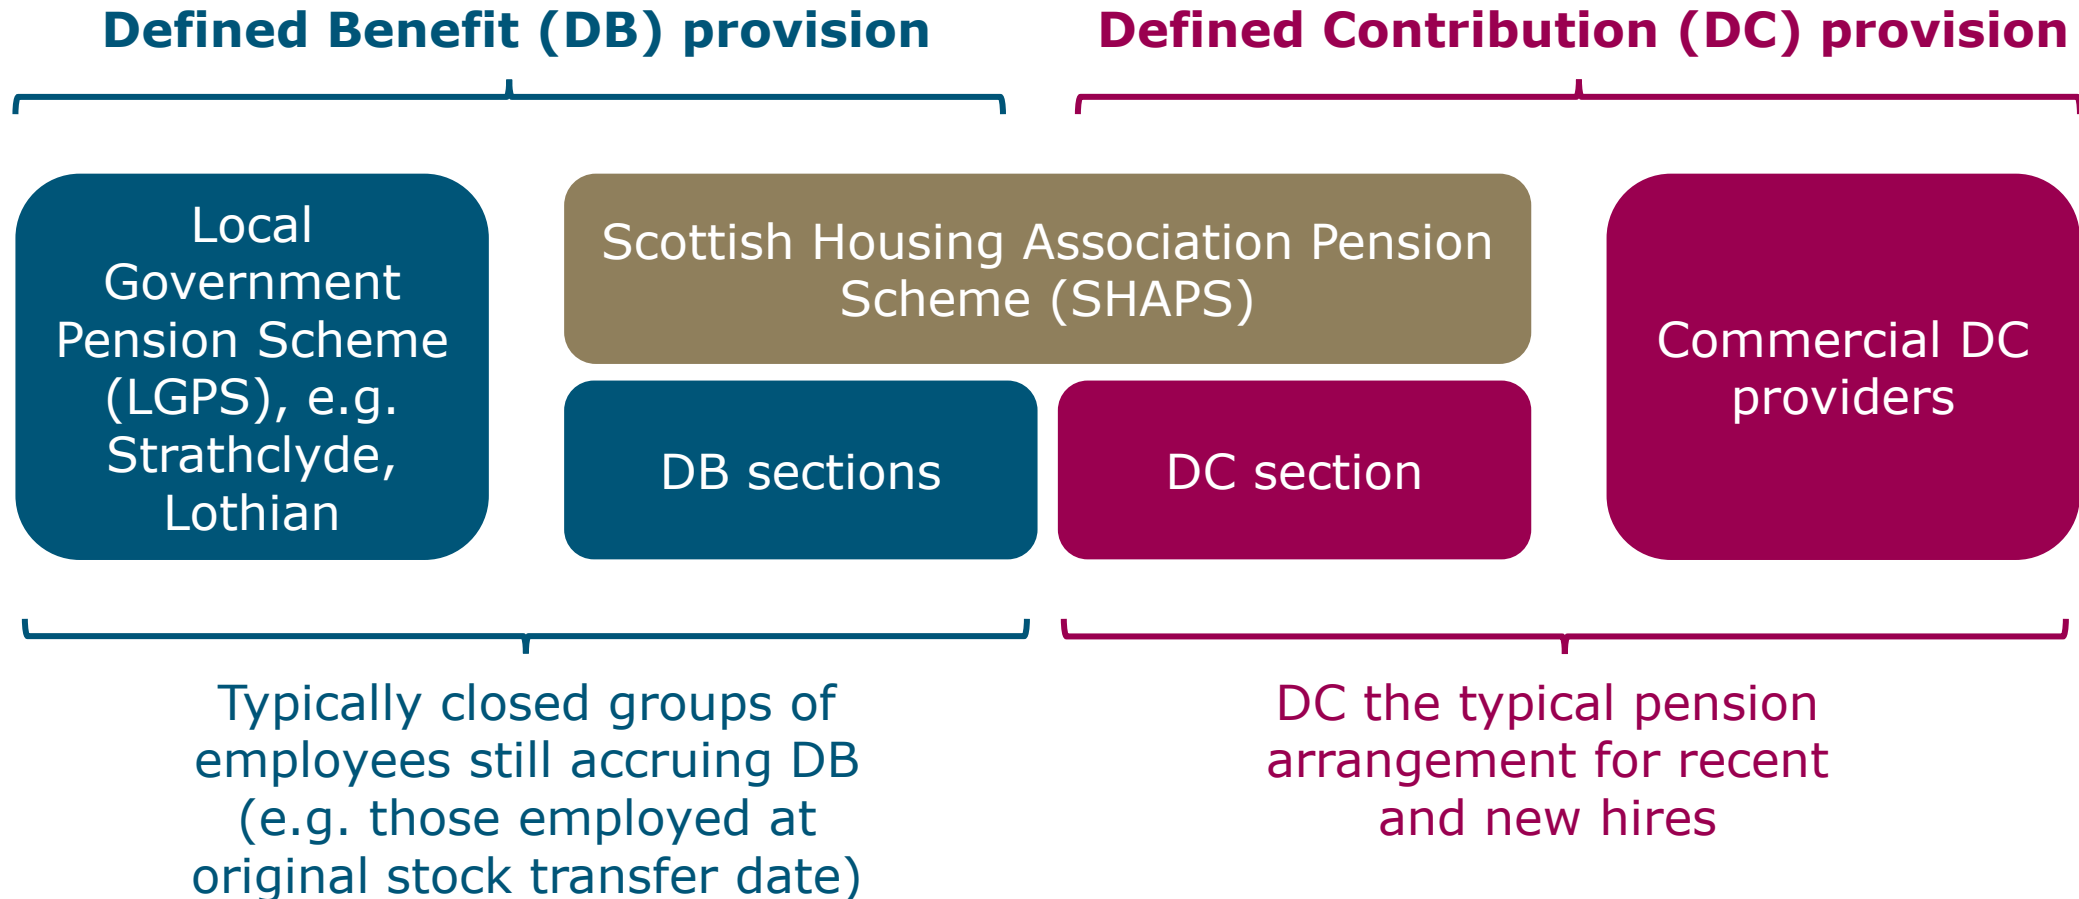 Defined Benefit (DB) provision
Defined Contribution (DC) provision
Local
Government
Pension Scheme
(LGPS), e.g.
Strathclyde,
Lothian
Scottish Housing Association Pension
Scheme (SHAPS)
DB sections
DC section
Commercial DC
providers
Typically closed groups of
employees still accruing DB
(e.g. those employed at
original stock transfer date)
DC the typical pension
arrangement for recent
and new hires